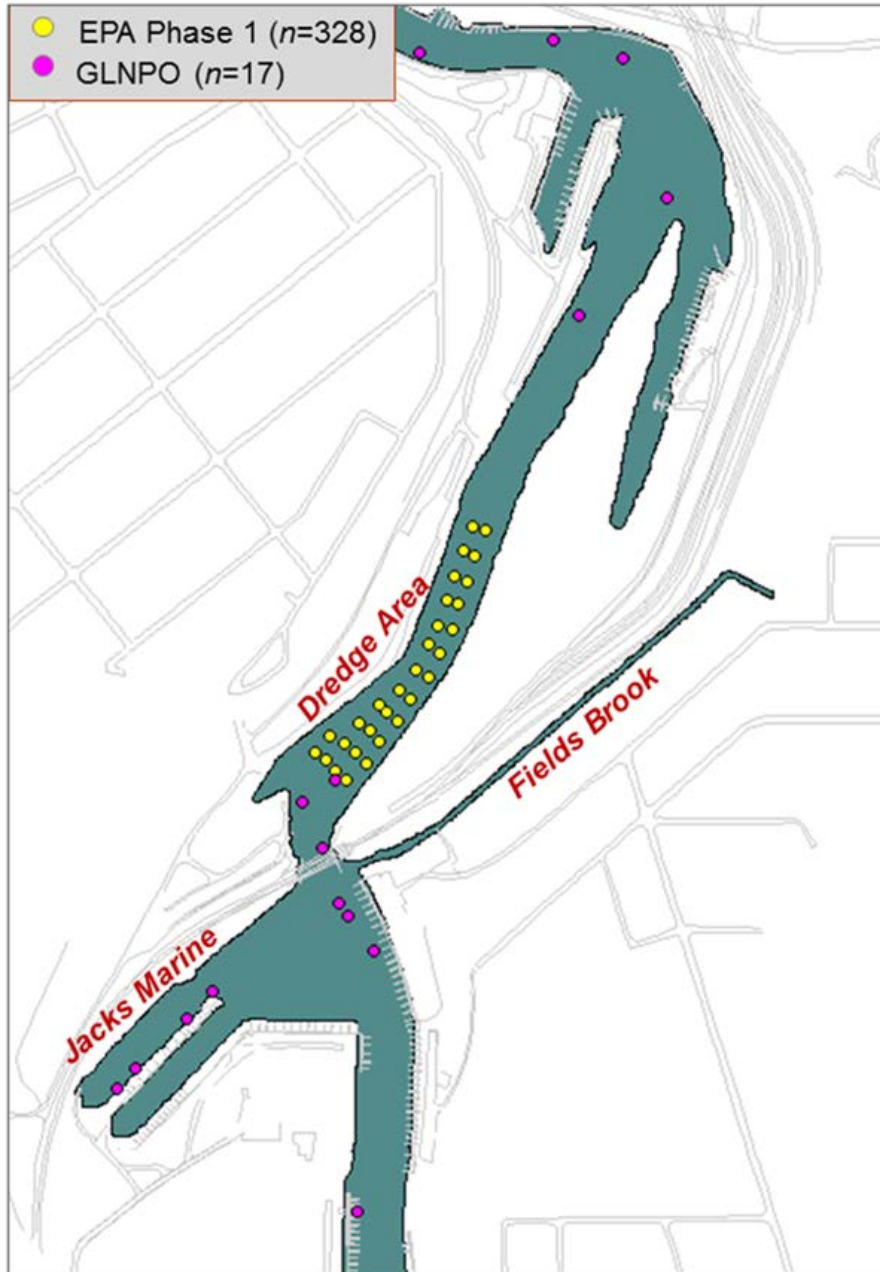 EPA Phase 1 (n=328)
GLNPO (n=17)
Dredge Area
Fields Brook
Jacks Marine